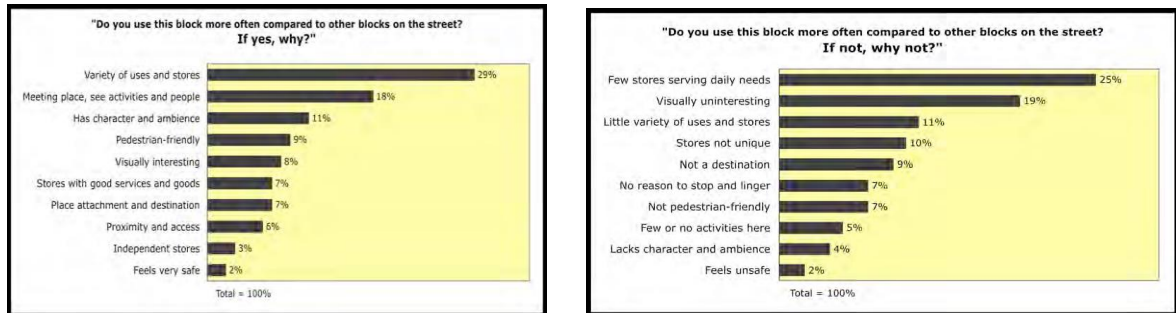 "Do you use this block more often compared to other blocks on the street?
If yes, why?"
Variety of uses and stores 29%
Meeting place, see activities and people 18%
Has character and ambience 11%
Pedestrian-friendly 9%
Visually interesting 8%
Stores with good services and goods 7%
Place attachment and destination 7%
Proximity and access 6%
Independent stores 3%
Feels very safe 2%
Total = 100%
"Do you use this block more often compared to other blocks on the street?
If not, why not?"
Few stores serving daily needs 25%
Visually uninteresting 19%
Little variety of uses and stores 11%
Stores not unique 10%
Not a destination 9%
No reason to stop and linger 7%
Not pedestrian-friendly 7%
Few or no activities here 5%
Lacks character and ambience 4%
Feels unsafe 2%
Total = 100%